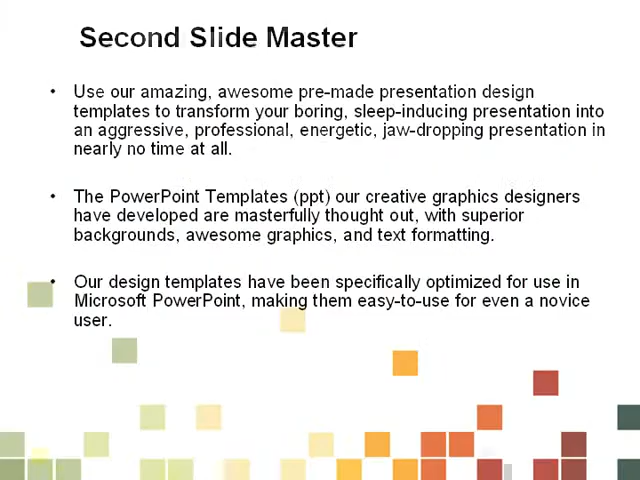 Second Slide Master
• Use our amazing, awesome pre-made presentation design
templates to transform your boring, sleep-inducing presentation into
an aggressive, professional, energetic, jaw-dropping presentation in
nearly no time at all.
• The PowerPoint Templates (ppt) our creative graphics designers
have developed are masterfully thought out, with superior
backgrounds, awesome graphics, and text formatting.
• Our design templates have been specifically optimized for use in
Microsoft PowerPoint, making them easy-to-use for even a novice
user.